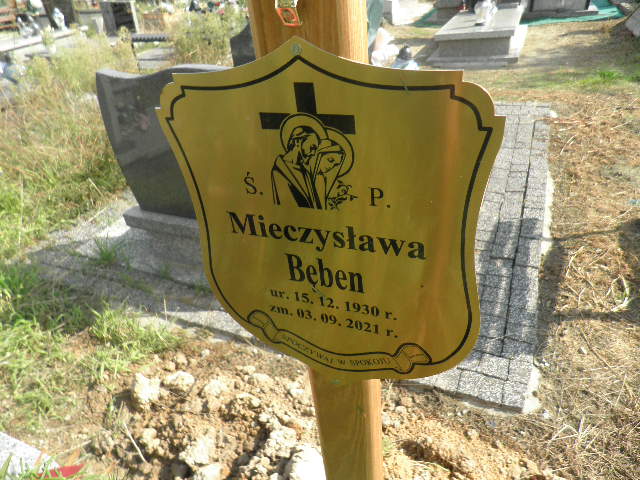 Ś. P.
Mieczysława
Bęben
ur. 15. 12. 1930 r.
zm. 03. 09. 2021 r.
SPOCZYWAJ W SPOKOJU